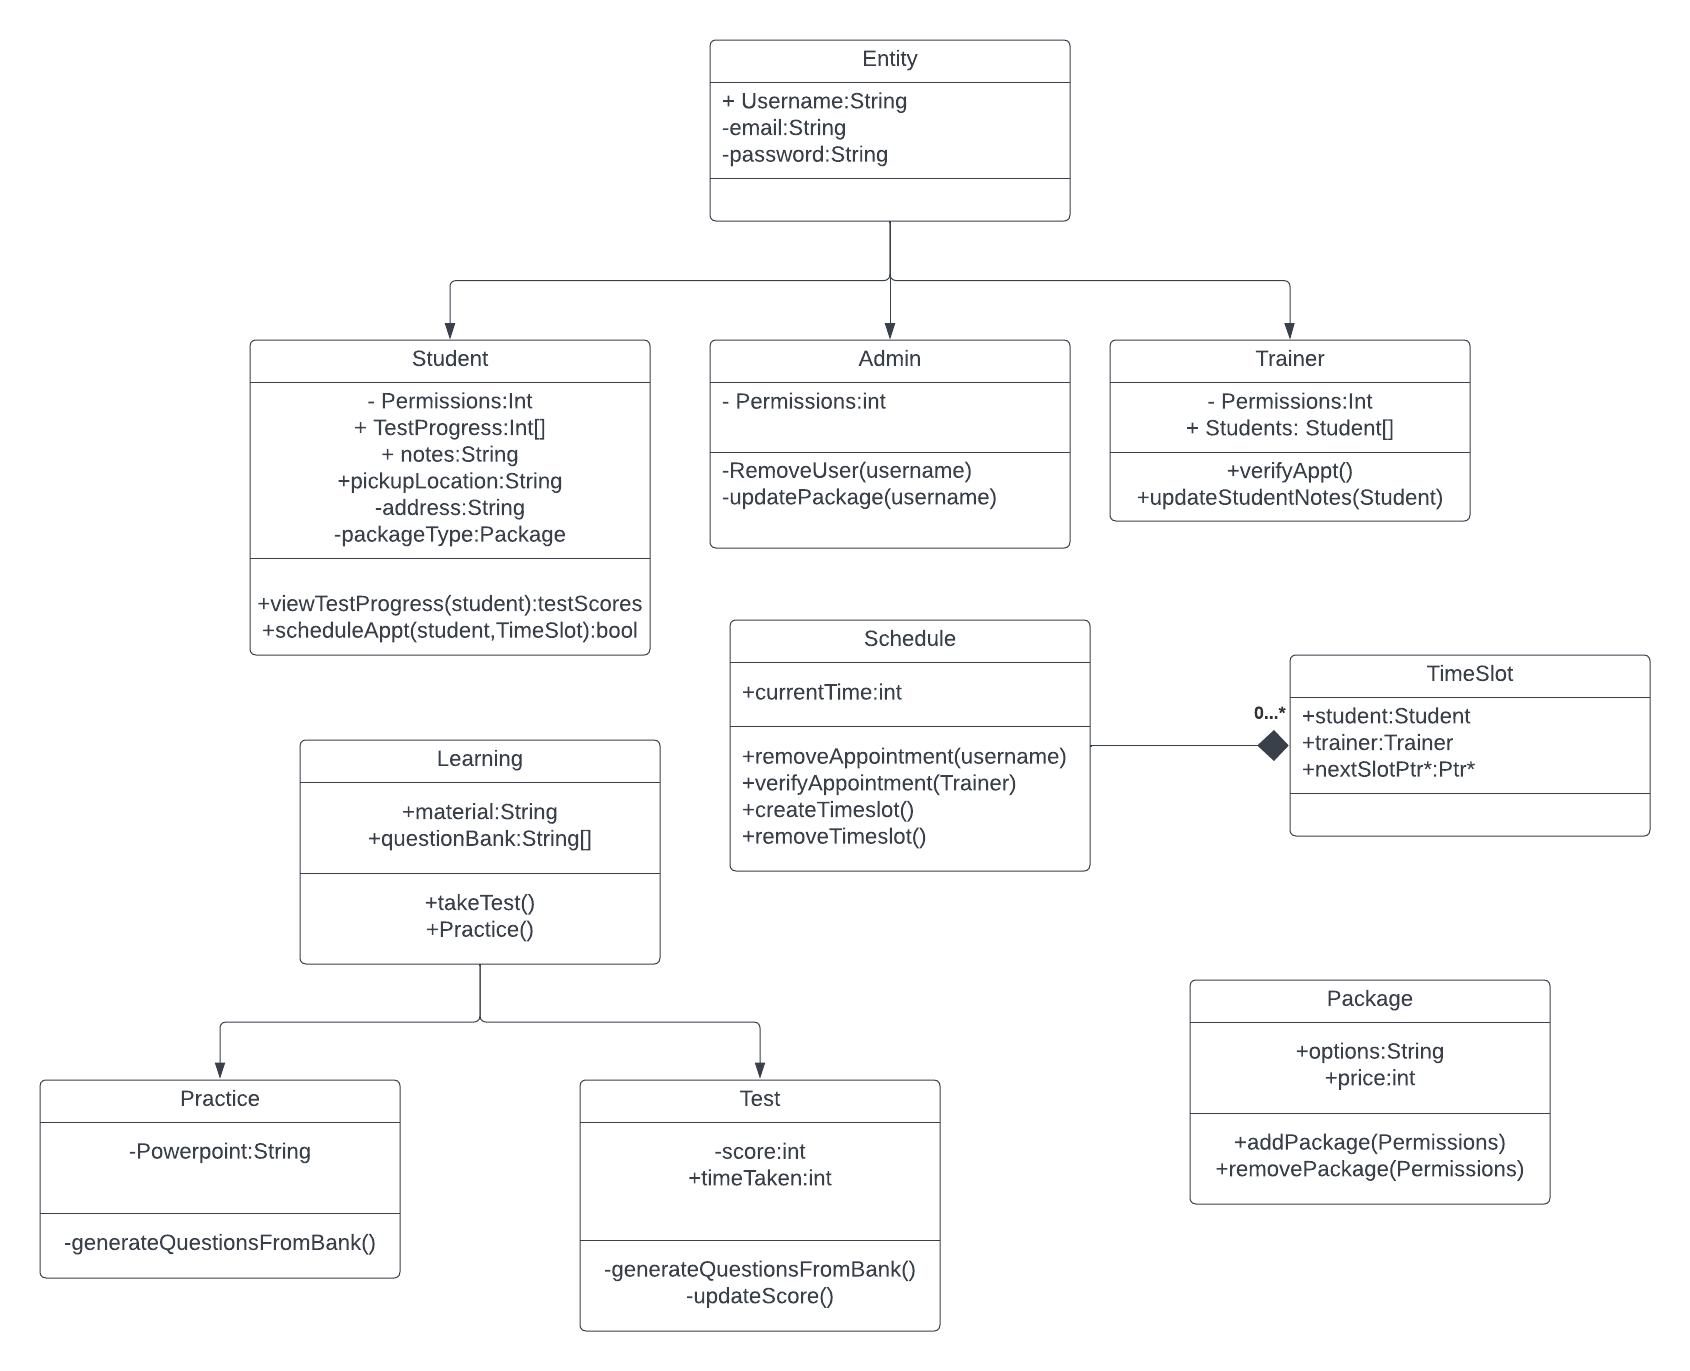 Entity
+ Username:String
-email:String
-password:String
Student
- Permissions:Int
+ TestProgress:Int[]
+ notes:String
+pickupLocation:String
-address:String
-packageType:Package
+viewTestProgress(student):testScores
+scheduleAppt(student,TimeSlot):bool
Admin
- Permissions:int
-RemoveUser(username)
-updatePackage(username)
Trainer
- Permissions:Int
+ Students: Student[]
+verifyAppt()
+updateStudentNotes(Student)
Schedule
+currentTime:int
+removeAppointment(username)
+verifyAppointment(Trainer)
+createTimeslot()
+removeTimeslot()
0...*
TimeSlot
+student:Student
+trainer:Trainer
+nextSlotPtr*:Ptr*
Learning
+material:String
+questionBank:String[]
+takeTest()
+Practice()
Practice
-Powerpoint:String
-generateQuestionsFromBank()
Test
-score:int
+timeTaken:int
-generateQuestionsFromBank()
-updateScore()
Package
+options:String
+price:int
+addPackage(Permissions)
+removePackage(Permissions)